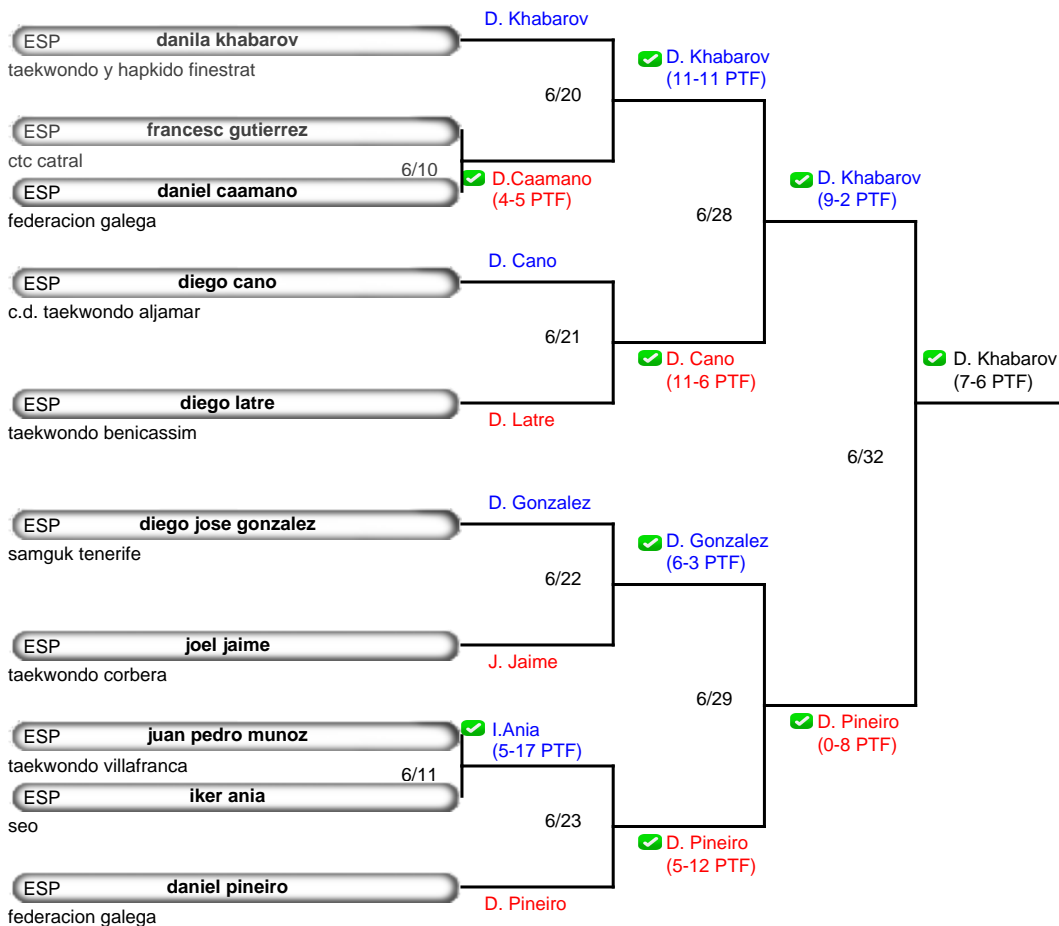 D. Khabarov
ESP danila khabarov
taekwondo y hapkido finestrat
D. Khabarov
(11-11 PTF)
6/20
ESP francesc gutierrez
ctc catral
6/10
D.Caamano
(4-5 PTF)
ESP daniel caamano
federacion galega
D. Khabarov
(9-2 PTF)
6/28
D. Cano
ESP diego cano
c.d. taekwondo aljamar
6/21
D. Cano
(11-6 PTF)
D. Khabarov
(7-6 PTF)
ESP diego latre
D. Latre
taekwondo benicassim
6/32
D. Gonzalez
ESP diego jose gonzalez
samguk tenerife
D. Gonzalez
(6-3 PTF)
6/22
ESP joel jaime
J. Jaime
taekwondo corbera
6/29
D. Pineiro
(0-8 PTF)
ESP juan pedro munoz
I.Ania
(5-17 PTF)
taekwondo villafranca
6/11
ESP iker ania
seo
6/23
D. Pineiro
(5-12 PTF)
ESP daniel pineiro
D. Pineiro
federacion galega